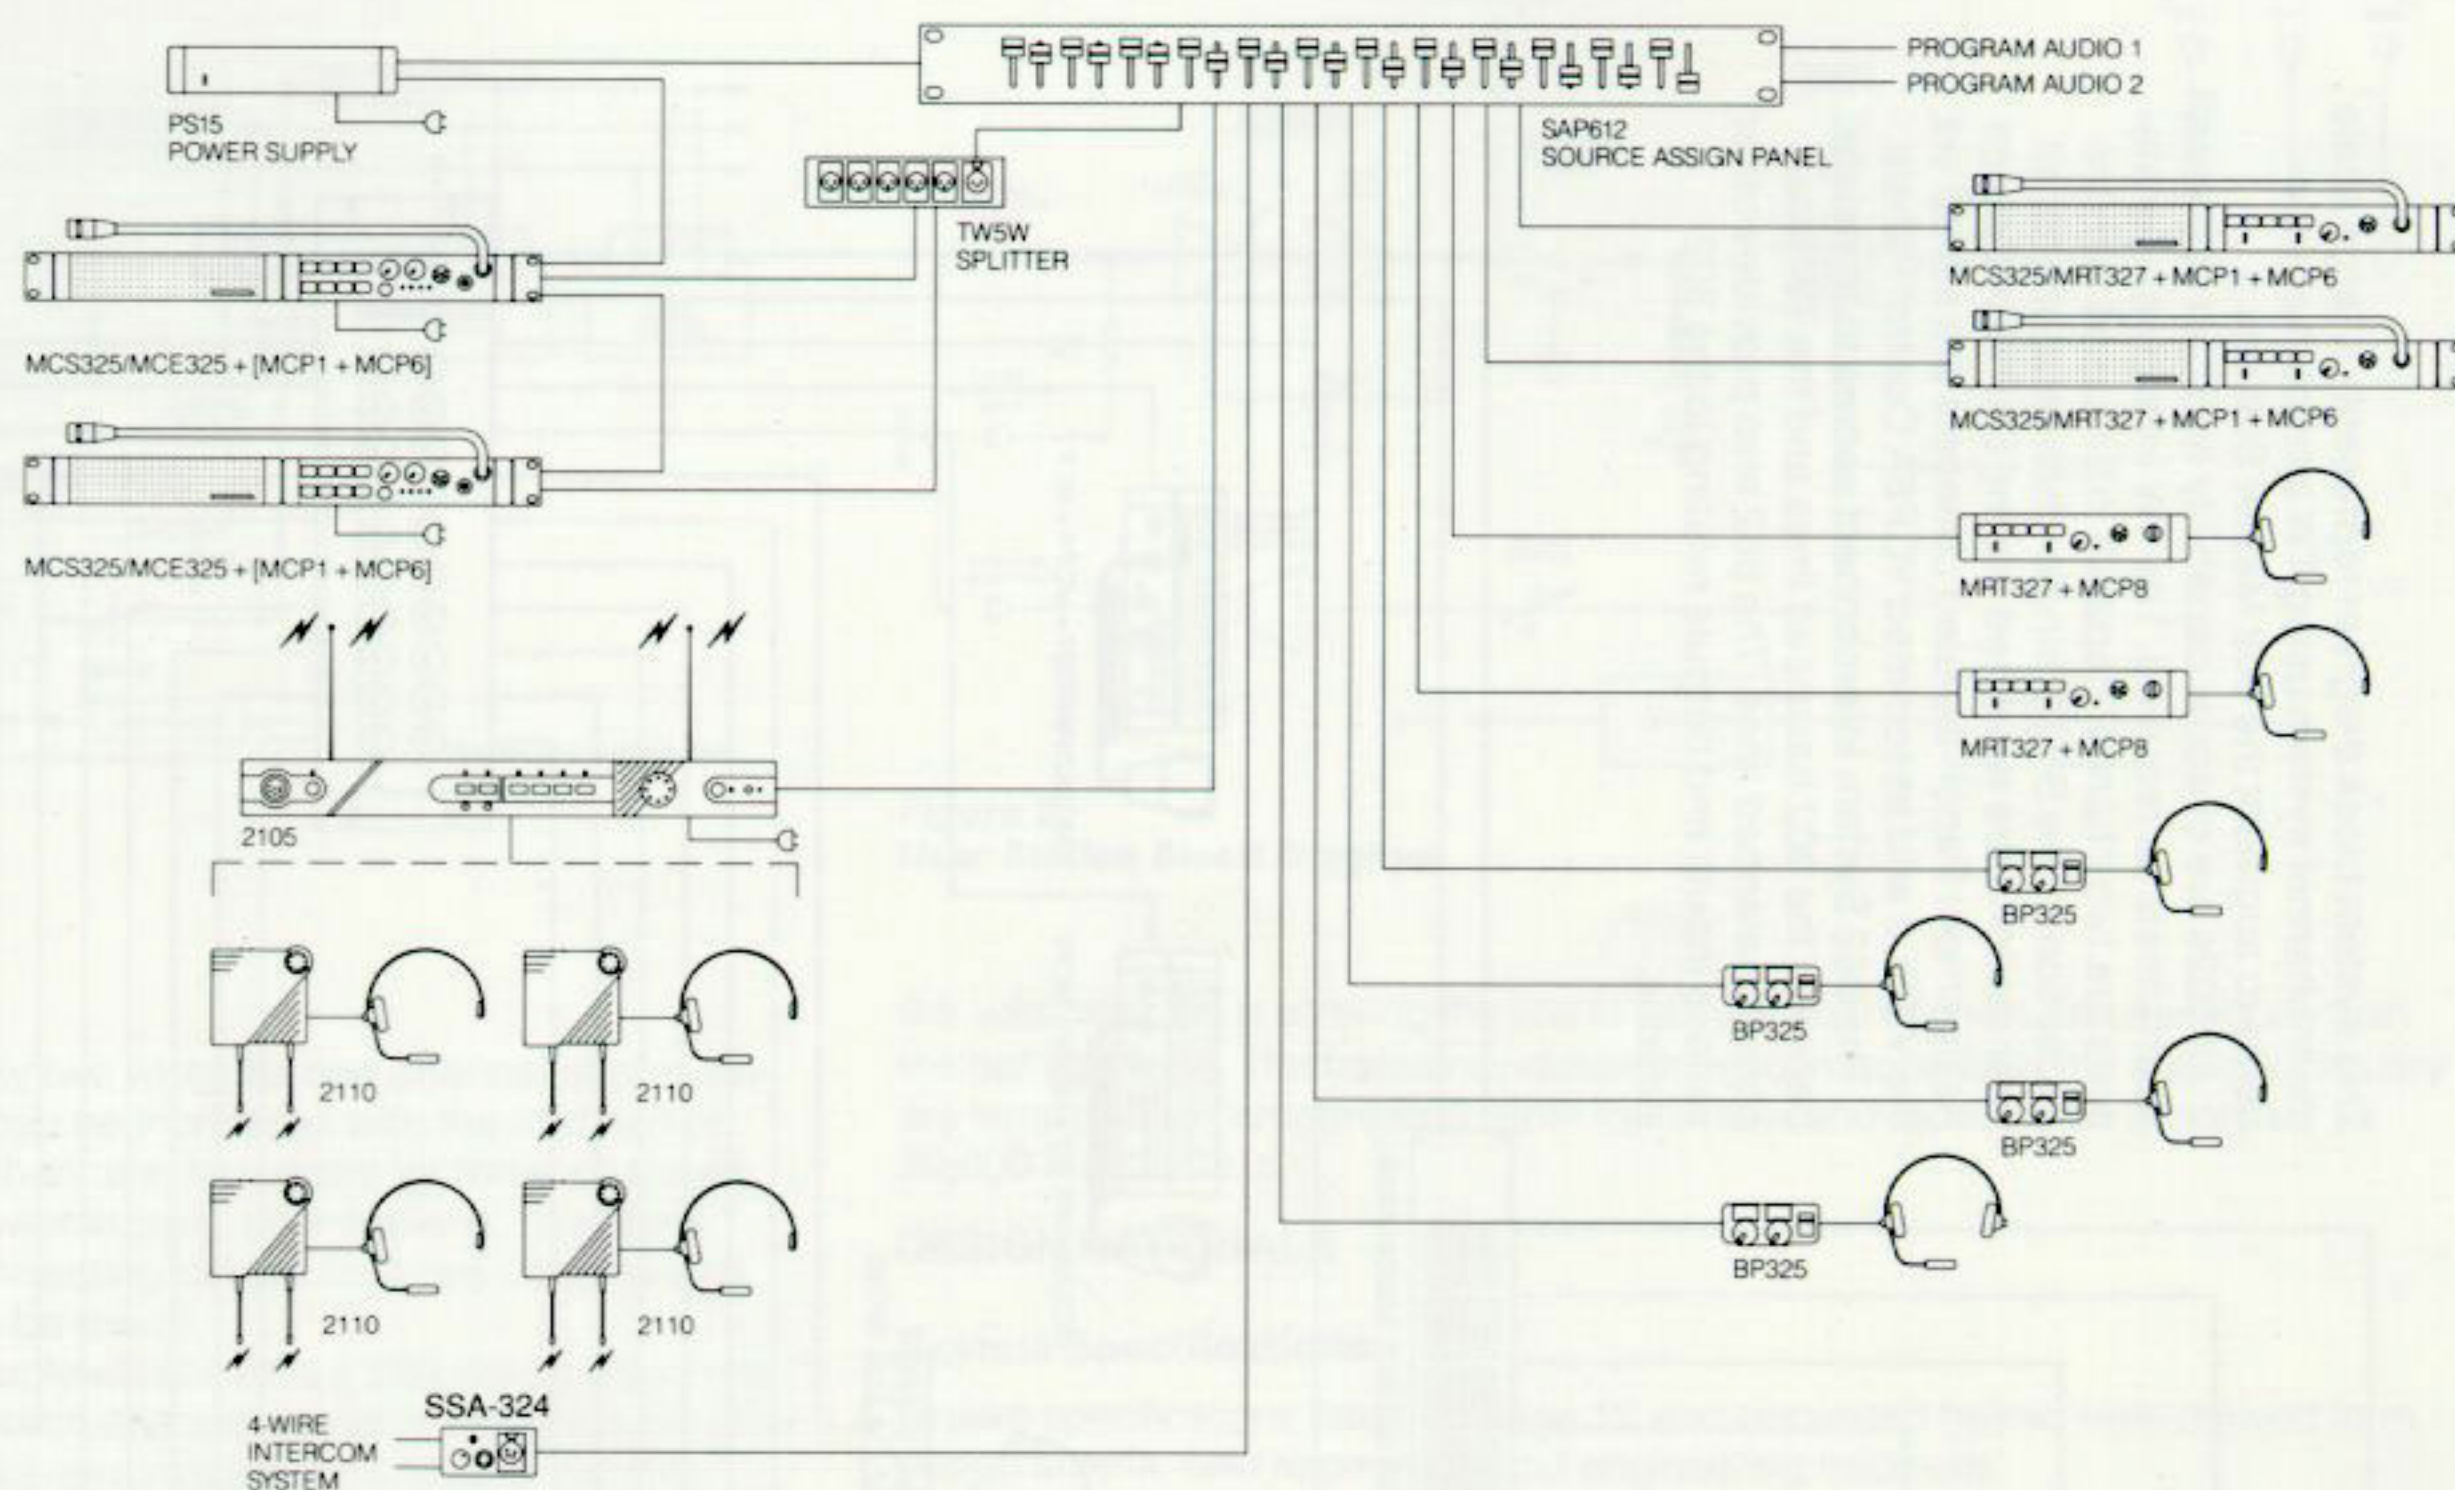 PROGRAM AUDIO 1
PROGRAM AUDIO 2
PS15
POWER SUPPLY
SAP612
SOURCE ASSIGN PANEL
TW5W
SPLITTER
MCS325/MRT327 + MCP1 + MCP6
MCS325/MCE325 + [MCP1 + MCP6]
MCS325/MRT327 + MCP1 + MCP6
MCS325/MCE325 + [MCP1 + MCP6]
MRT327 + MCP8
MRT327 + MCP8
2105
BP325
BP325
2110
2110
BP325
BP325
2110
2110
SSA-324
4-WIRE
INTERCOM
SYSTEM